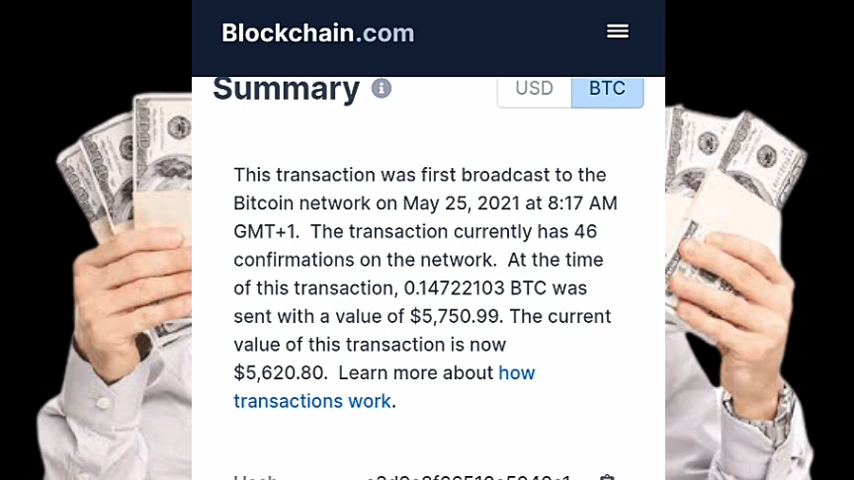 Blockchain.com
Summary
USD
BTC
This transaction was first broadcast to the
Bitcoin network on May 25, 2021 at 8:17 AM
GMT+1. The transaction currently has 46
confirmations on the network. At the time
of this transaction, 0.14722103 BTC was
sent with a value of $5,750.99. The current
value of this transaction is now
$5,620.80. Learn more about how
transactions work.
Hash